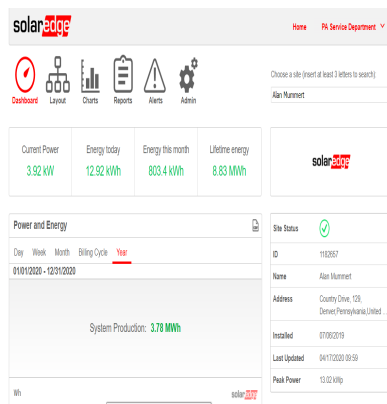 solaredge
Home PA Service Department
Dashboard Layout Charts Reports Alerts Admin
Choose a site (insert at least 3 letters to search):
Alan Mummert
Current Power Energy today Energy this month Lifetime energy
3.92 kW 12.92 kWh 803.4 kWh 8.83 MWh
solaredge
Power and Energy
Day Week Month Billing Cycle Year
01/01/2020 - 12/31/2020
System Production: 3.78 MWh
Wh
solaredge
Site Status
ID 1182657
Name Alan Mummert
Address Country Drive, 129,
Denver,Pennsylvania,United ...
Installed 07/06/2019
Last Updated 04/17/2020 09:59
Peak Power 13.02 kWp